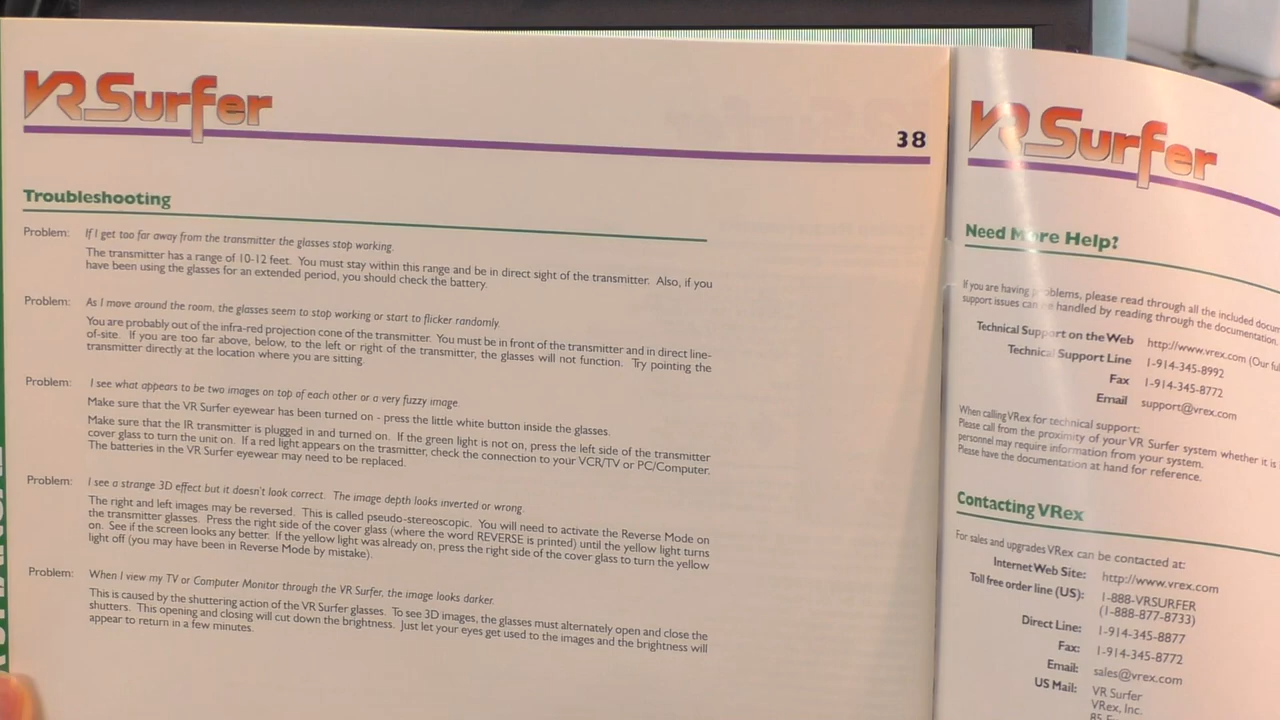 VR Surfer
38
Troubleshooting
Problem: If I get too far away from the transmitter the glasses stop working.
The transmitter has a range of 10-12 feet. You must stay within this range and be in direct sight of the transmitter. Also, if you
have been using the glasses for an extended period, you should check the battery.
Problem: As I move around the room, the glasses seem to stop working or start to flicker randomly.
You are probably out of the infra-red projection cone of the transmitter. You must be in front of the transmitter and in direct line-
of-site. If you are too far above, below, to the left or right of the transmitter, the glasses will not function. Try pointing the
transmitter directly at the location where you are sitting.
Problem: I see what appears to be two images on top of each other or a very fuzzy image.
Make sure that the VR Surfer eyewear has been turned on - press the little white button inside the glasses.
Make sure that the IR transmitter is plugged in and turned on. If the green light is not on, press the left side of the transmitter
cover glass to turn the unit on. If a red light appears on the trasmitter, check the connection to your VCR/TV or PC/Computer.
The batteries in the VR Surfer eyewear may need to be replaced.
Problem: I see a strange 3D effect but it doesn't look correct. The image depth looks inverted or wrong.
The right and left images may be reversed. This is called pseudo-stereoscopic. You will need to activate the Reverse Mode on
the transmitter glasses. Press the right side of the cover glass (where the word REVERSE is printed) until the yellow light turns
on. See if the screen looks any better. If the yellow light was already on, press the right side of the cover glass to turn the yellow
light off (you may have been in Reverse Mode by mistake).
Problem: When I view my TV or Computer Monitor through the VR Surfer, the image looks darker.
This is caused by the shuttering action of the VR Surfer glasses. To see 3D images, the glasses must alternately open and close the
shutters. This opening and closing will cut down the brightness. Just let your eyes get used to the images and the brightness will
appear to return in a few minutes.
VR Surfer
Need More Help?
If you are having problems, please read through all the included
support issues can be handled by reading through the documentation.
Technical Support on the Web http://www.vrex.com (Our
Technical Support Line 1-914-345-8992
Fax 1-914-345-8772
Email support@vrex.com
When calling VRex for technical support:
Please call from the proximity of your VR Surfer system whether it is
personnel may require information from your system.
Please have the documentation at hand for reference.
Contacting VRex
For sales and upgrades VRex can be contacted at:
Internet Web Site: http://www.vrex.com
Toll free order line (US): 1-888-VRSURFER
(1-888-877-8733)
Direct Line: 1-914-345-8877
Fax: 1-914-345-8772
Email: sales@vrex.com
US Mail: VR Surfer
VRex, Inc.
85